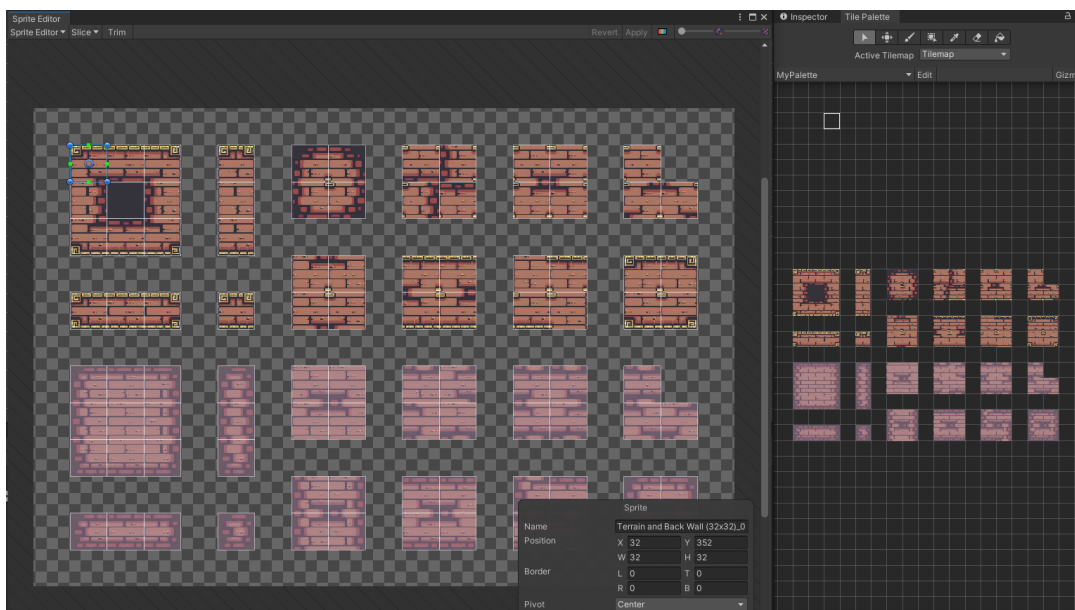 Sprite Editor
Sprite Editor Slice Trim Revert Apply
Inspector Tile Palette
Active Tilemap Tilemap
MyPalette Edit Gizm
Sprite
Name Terrain and Back Wall (32x32)_0
Position X 32 Y 352
W 32 H 32
Border L 0 T 0
R 0 B 0
Pivot Center